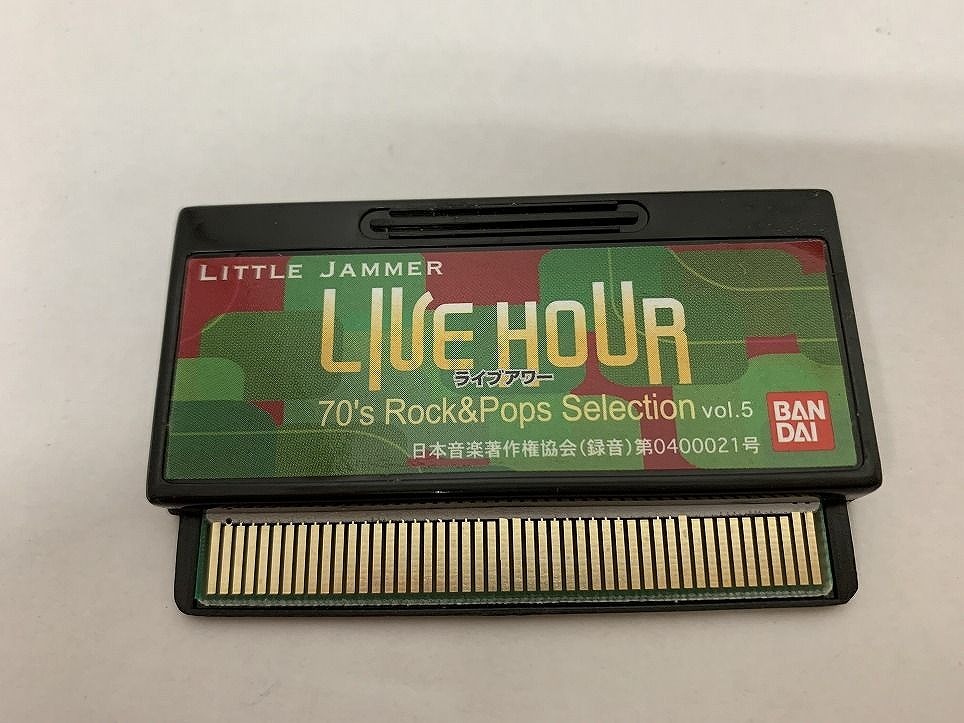 LITTLE JAMMER
LIVE HOUR
ライブアワー
70's Rock&Pops Selection vol.5
日本音楽著作権協会(録音)第0400021号
BAN
DAI